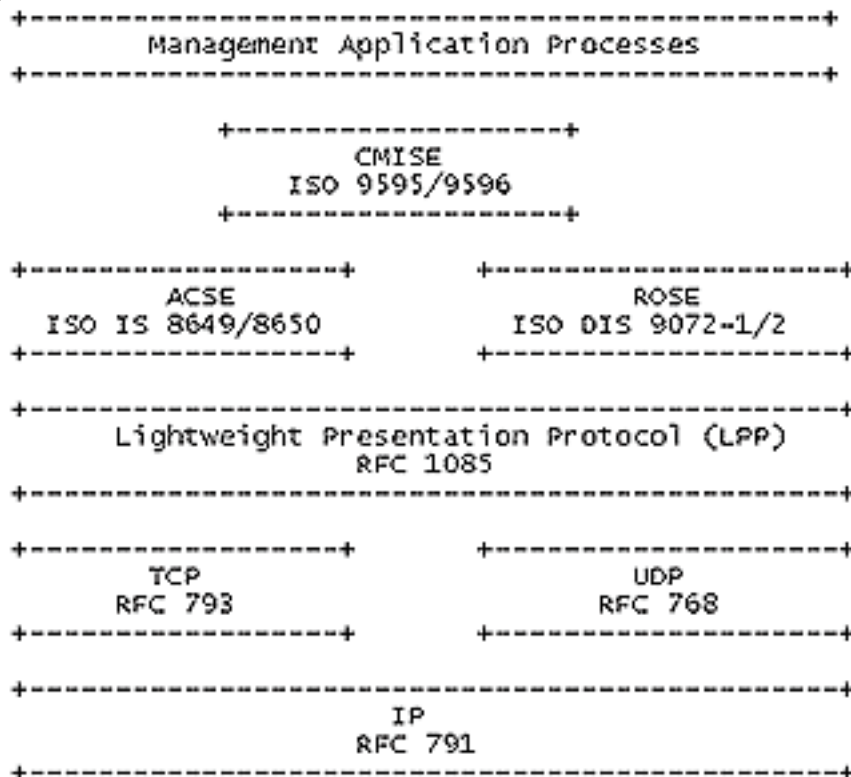 Management Application Processes
CMISE
ISO 9595/9596
ACSE
ISO IS 8649/8650
ROSE
ISO DIS 9072-1/2
Lightweight Presentation Protocol (LPP)
RFC 1085
TCP
RFC 793
UDP
RFC 768
IP
RFC 791